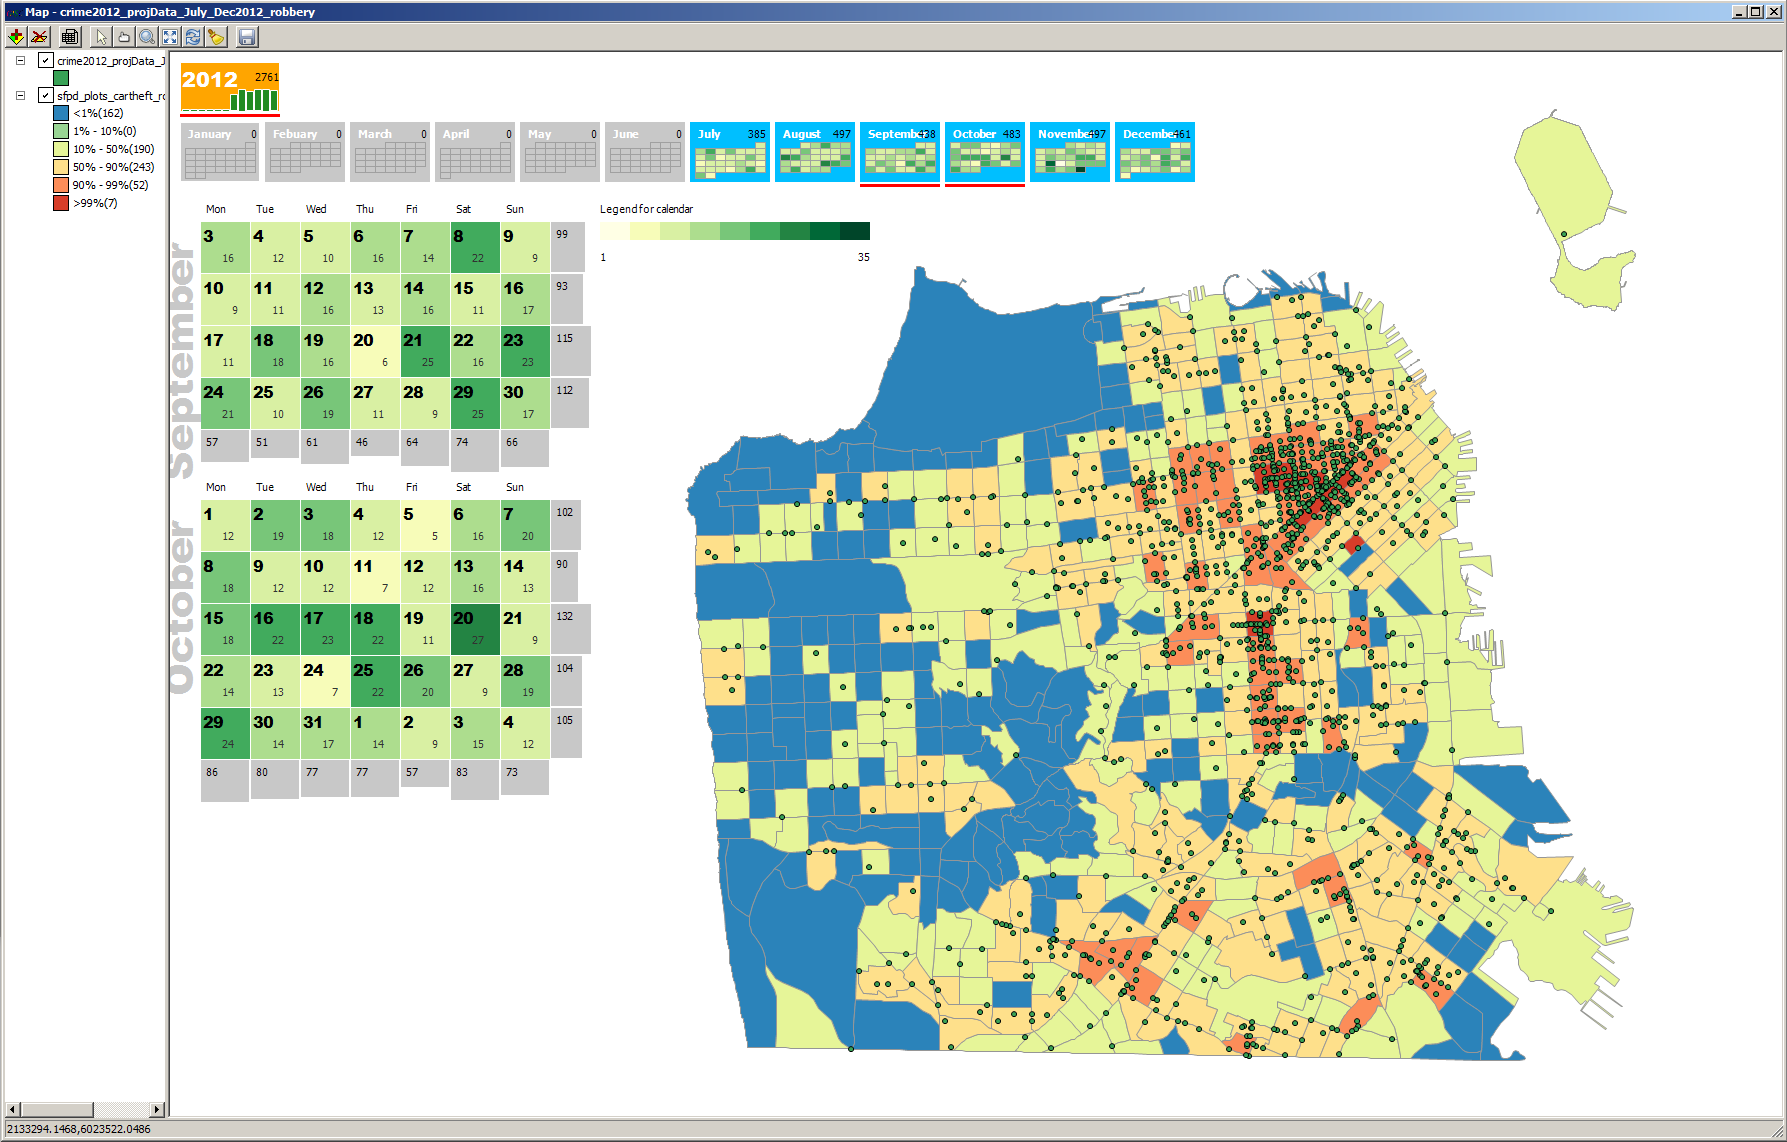 Map - crime2012_projData_July_Dec2012_robbery
crime2012_projData_J
sfpd_plots_cartheft_ro
<1%(162)
1% - 10%(0)
10% - 50%(190)
50% - 90%(243)
90% - 99%(52)
>99%(7)
2012 2761
January 0 Febuary 0 March 0 April 0 May 0 June 0 July 385 August 497 September 438 October 483 November 497 December 461
Legend for calendar
1 35
September
Mon Tue Wed Thu Fri Sat Sun
3 4 5 6 7 8 9 99
16 12 10 16 14 22 9
10 11 12 13 14 15 16 93
9 11 16 13 16 11 17
17 18 19 20 21 22 23 115
11 18 16 6 25 16 23
24 25 26 27 28 29 30 112
21 10 19 11 9 25 17
57 51 61 46 64 74 66
October
Mon Tue Wed Thu Fri Sat Sun
1 2 3 4 5 6 7 102
12 19 18 12 5 16 20
8 9 10 11 12 13 14 90
18 12 12 7 12 16 13
15 16 17 18 19 20 21 132
18 22 23 22 11 27 9
22 23 24 25 26 27 28 104
14 13 7 22 20 9 19
29 30 31 1 2 3 4 105
24 14 17 14 9 15 12
86 80 77 77 57 83 73
2133294.1468,6023522.0486